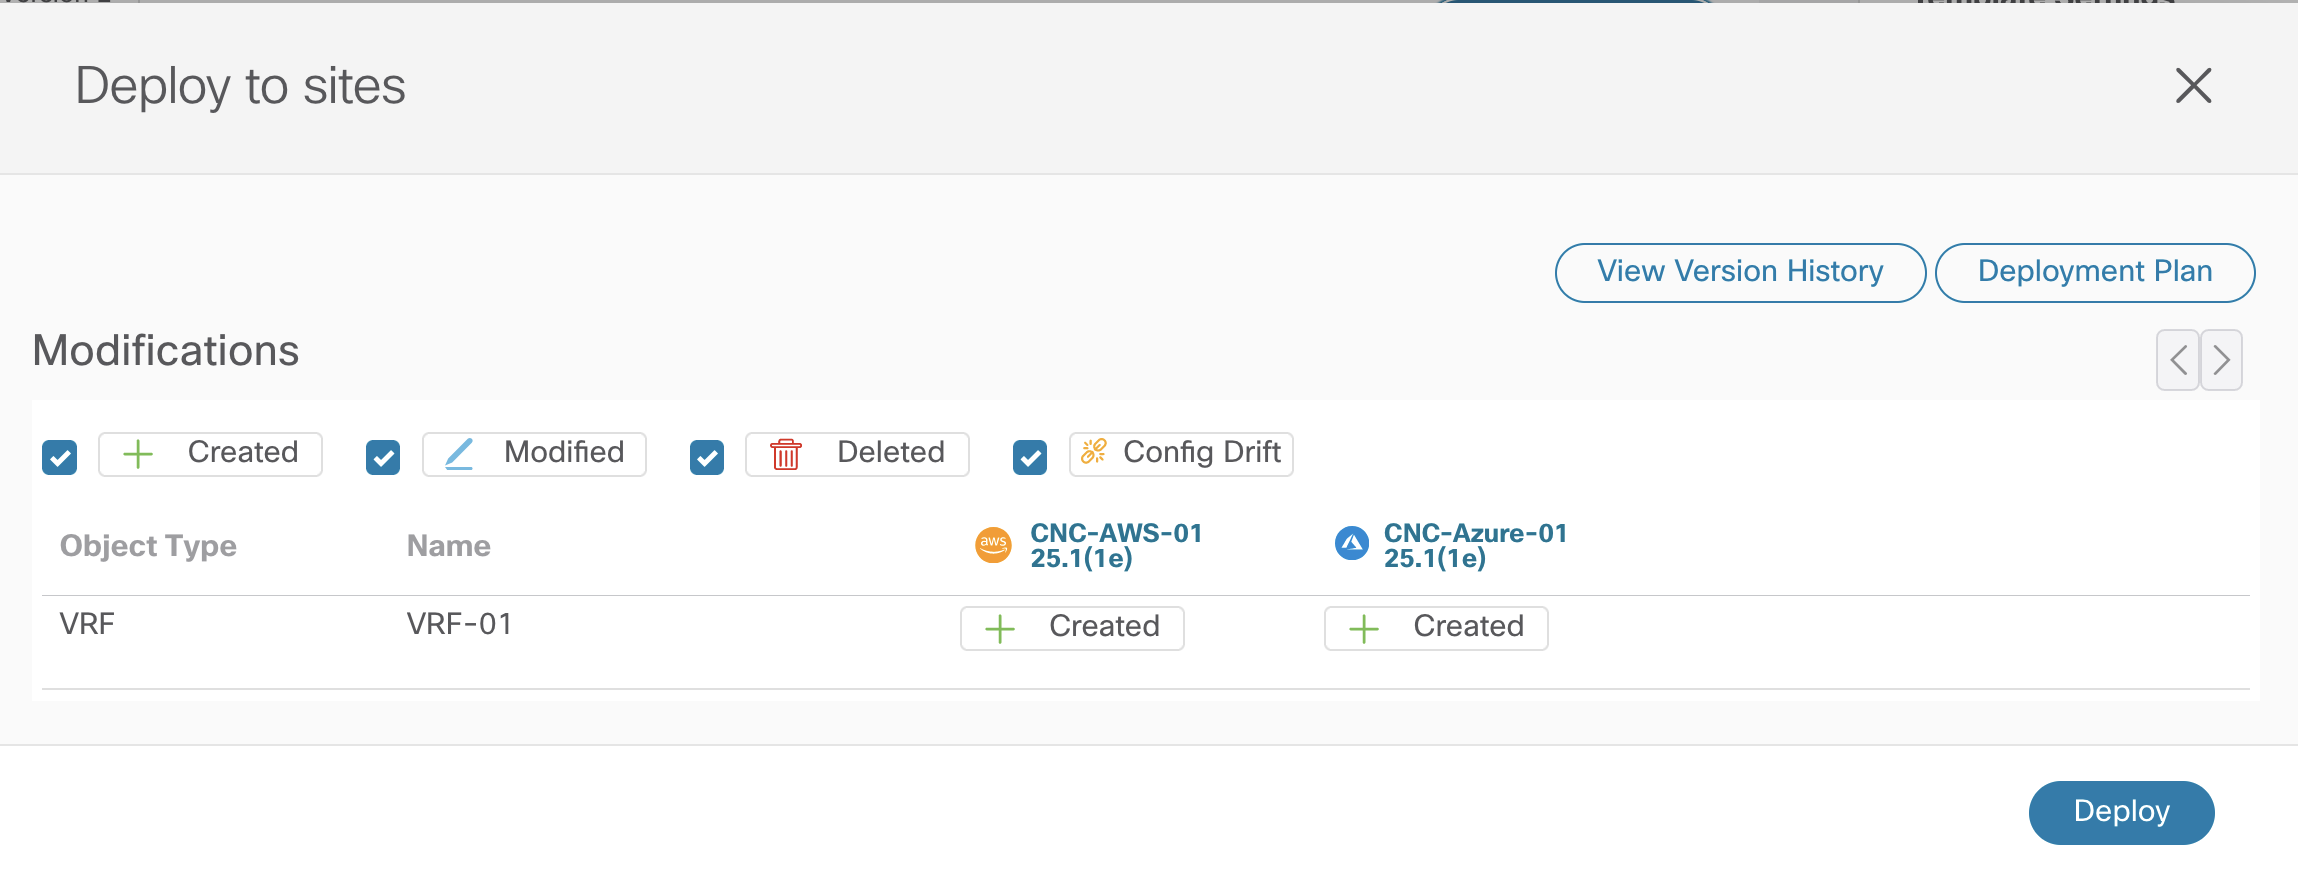 Deploy to sites
View Version History
Deployment Plan
Modifications
Created
Modified
Deleted
Config Drift
Object Type
Name
aws
CNC-AWS-01
25.1(1e)
CNC-Azure-01
25.1(1e)
VRF
VRF-01
Created
Created
Deploy